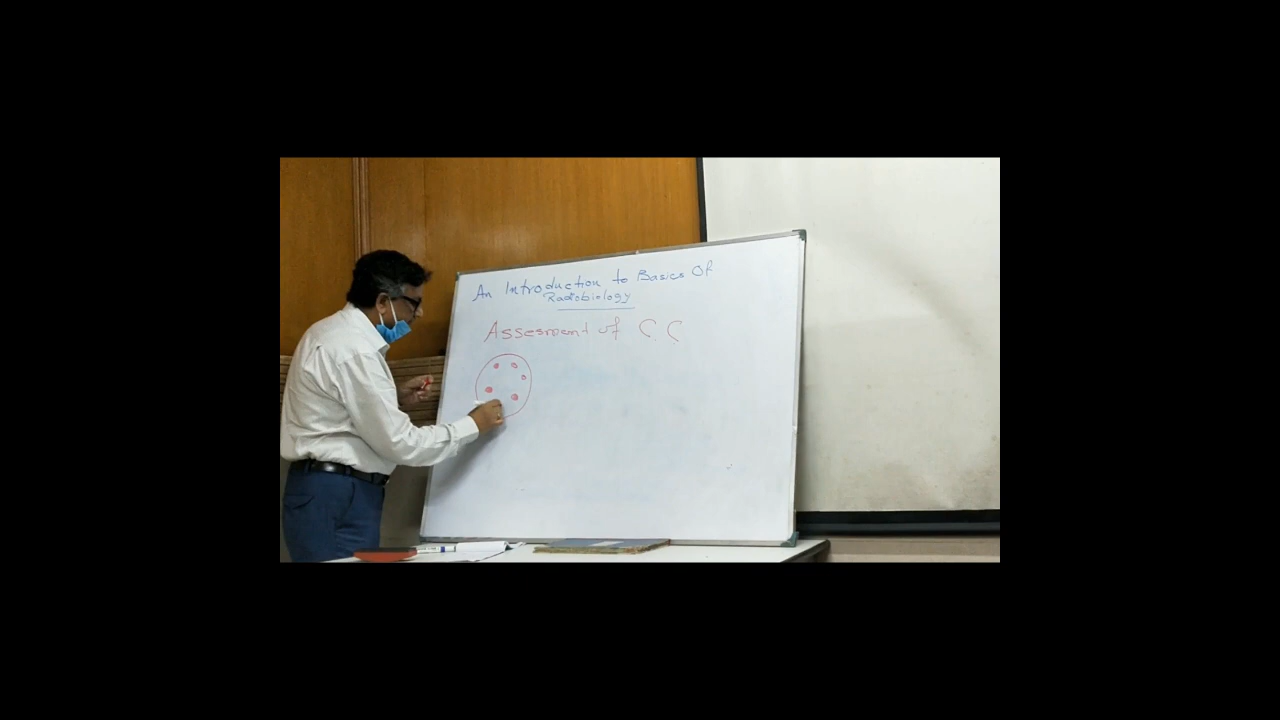 An Introduction to Basics Of
Radiobiology
Assesment of C.C